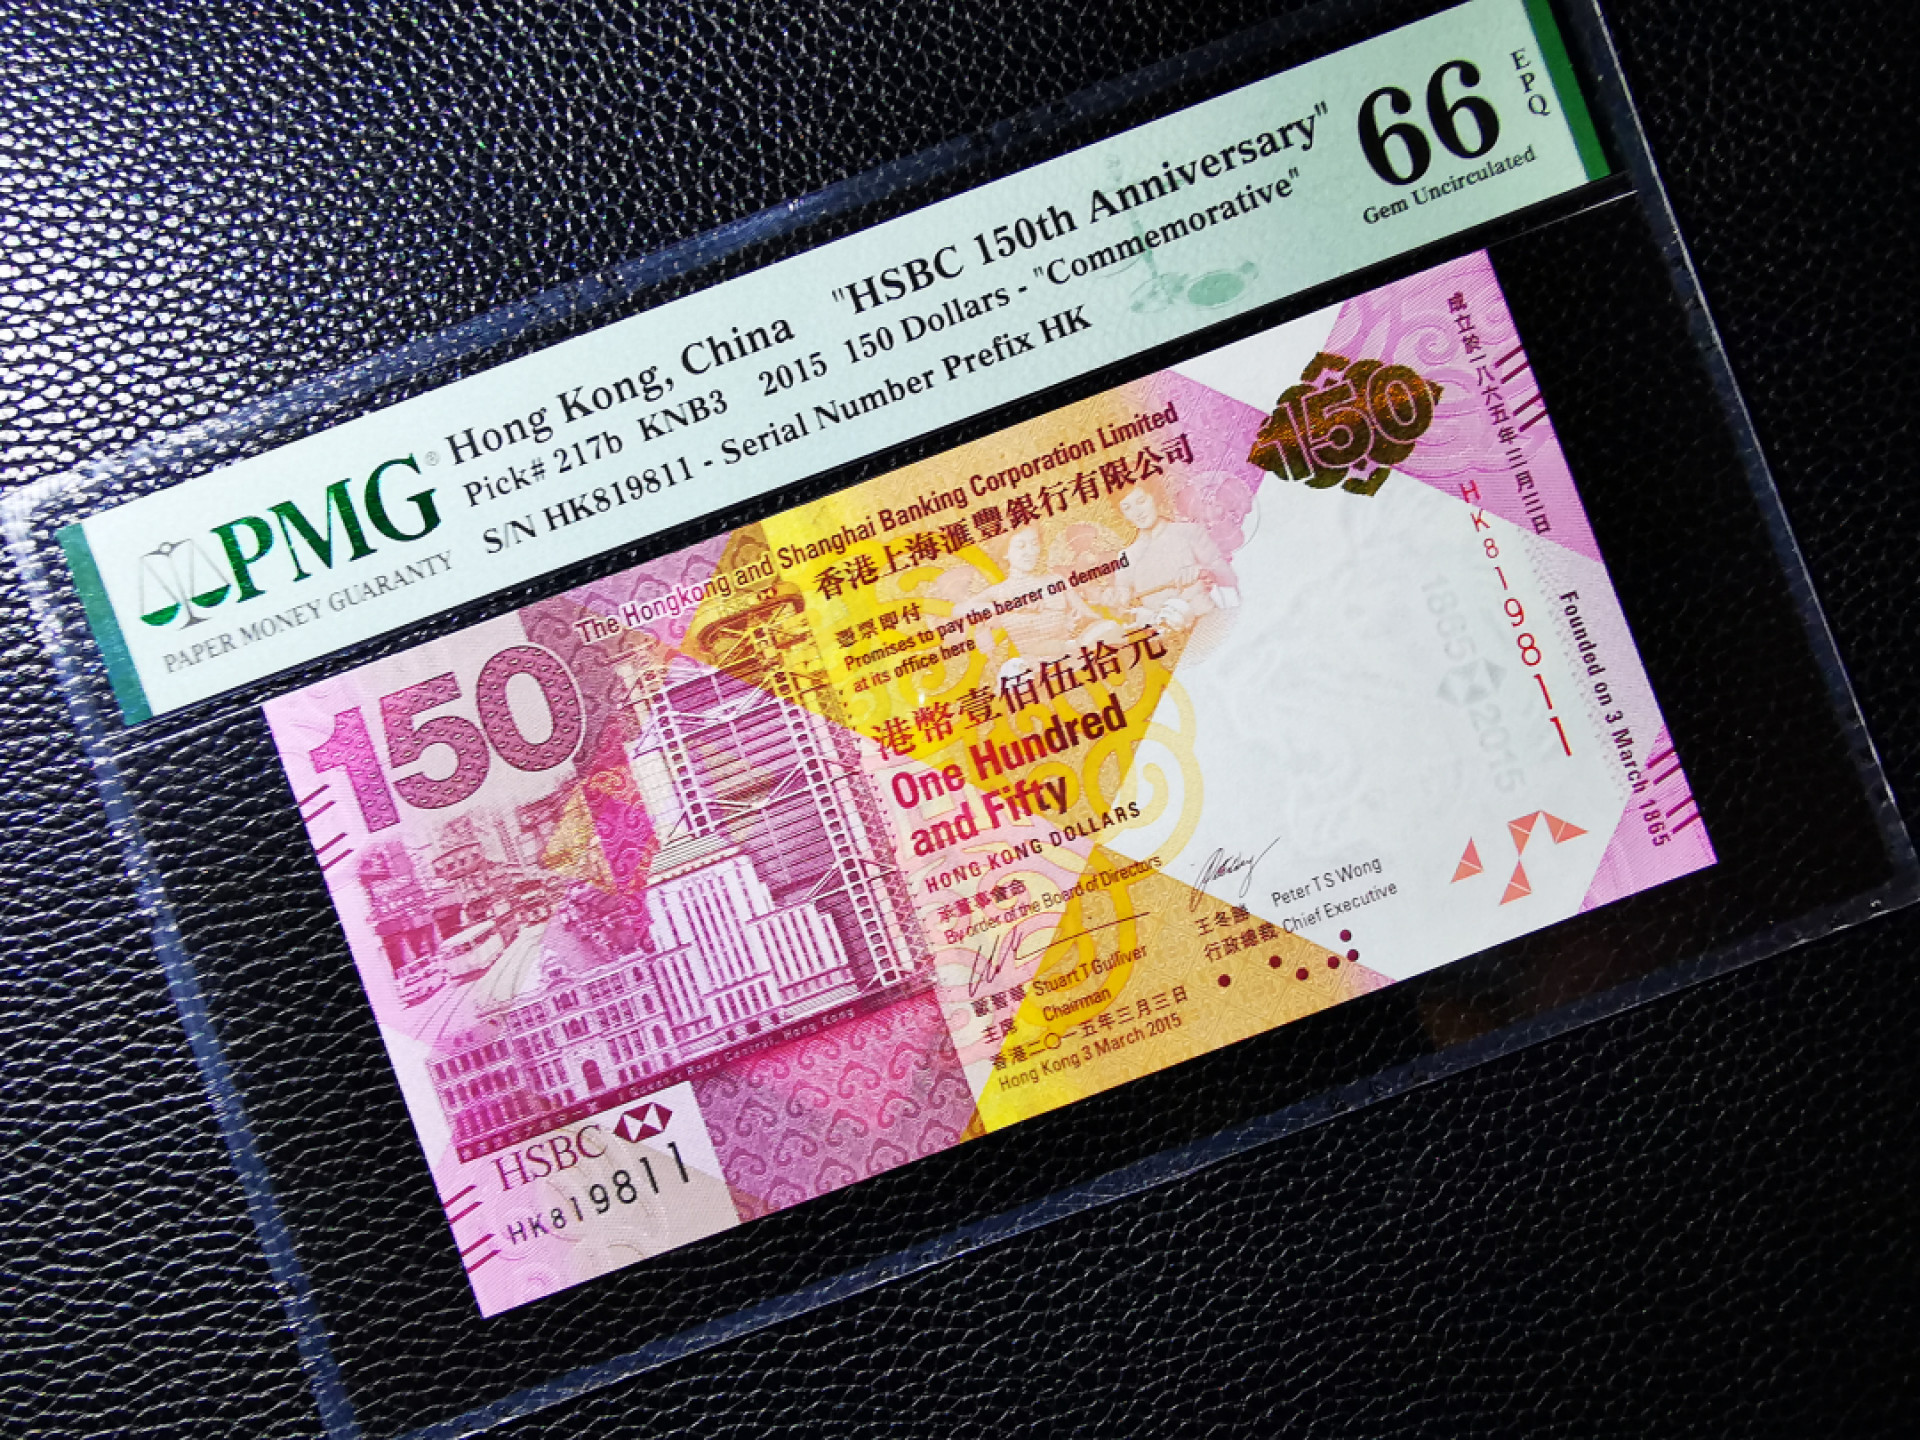 PMG®
PAPER MONEY GUARANTY
Hong Kong, China "HSBC 150th Anniversary"
Pick# 217b KNB3 2015 150 Dollars - "Commemorative"
S/N HK819811 - Serial Number Prefix HK
66
EPQ
Gem Uncirculated
The Hongkong and Shanghai Banking Corporation Limited
香港上海滙豐銀行有限公司
憑票即付
Promises to pay the bearer on demand
at its office here
港幣壹佰伍拾元
One Hundred
and Fifty
HONG KONG DOLLARS
承董事會命
By order of the Board of Directors
Stuart T Gulliver
主席 Chairman
香港二〇一五年三月三日
Hong Kong 3 March 2015
王冬勝 Peter T S Wong
行政總裁 Chief Executive
150
1 Queen's Road Central, Hong Kong
HSBC
HK819811
150
成立於一八六五年三月三日
HK819811
Founded on 3 March 1865
1865 2015